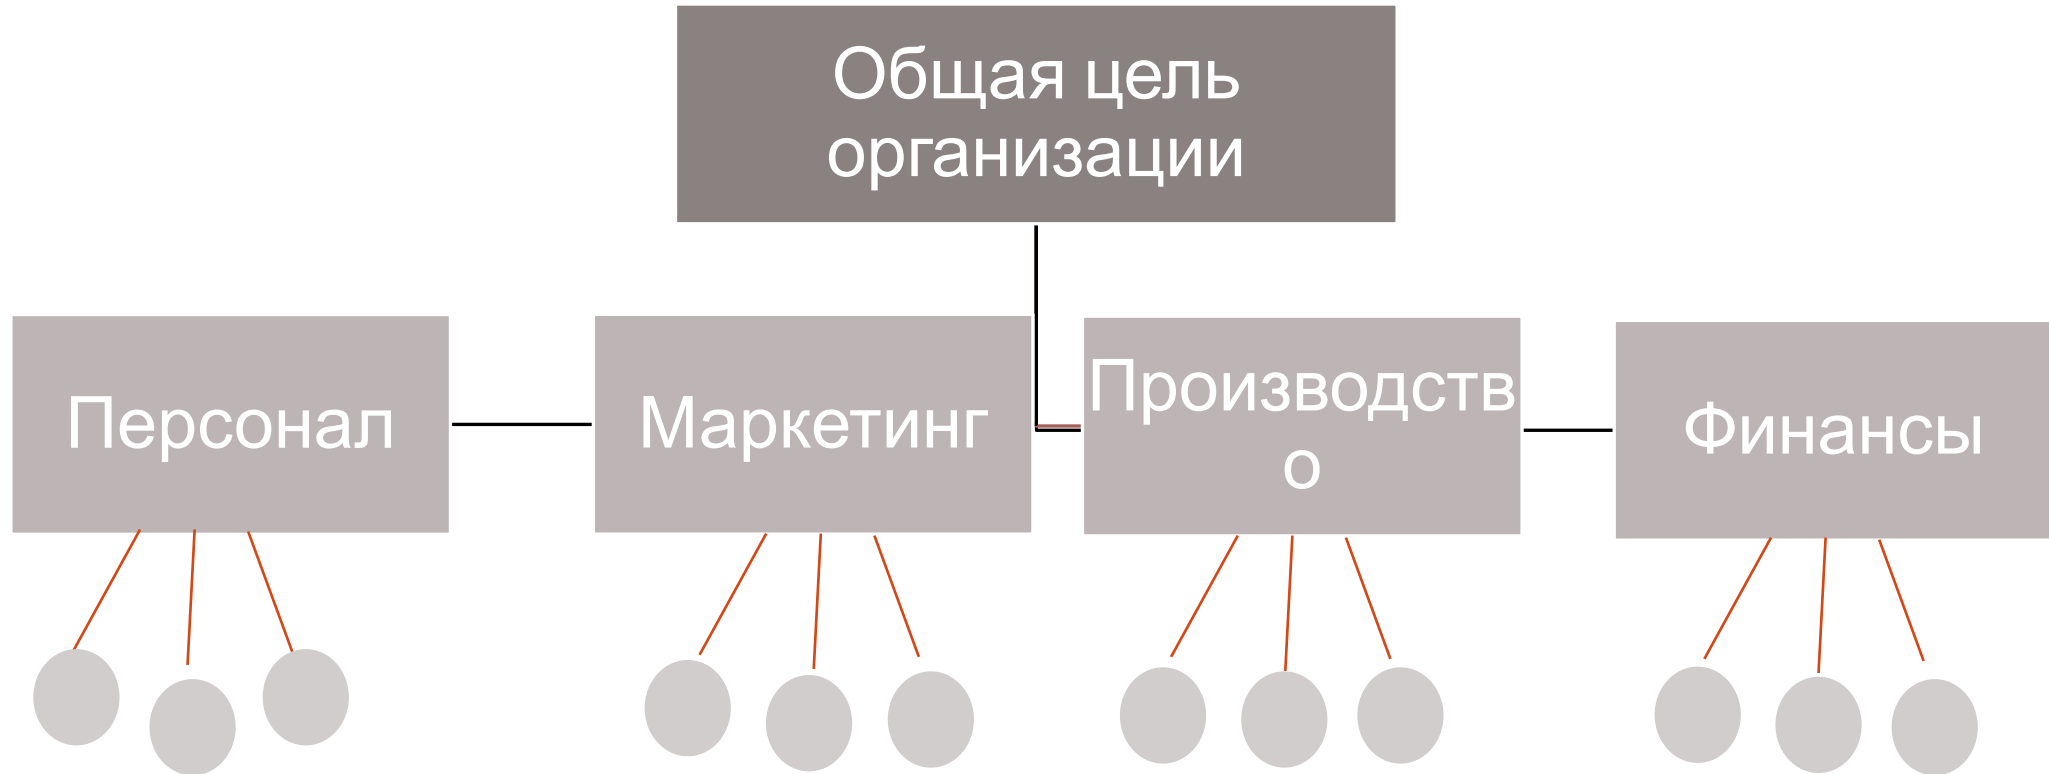 Общая цель
организации
Персонал
Маркетинг
Производств
о
Финансы